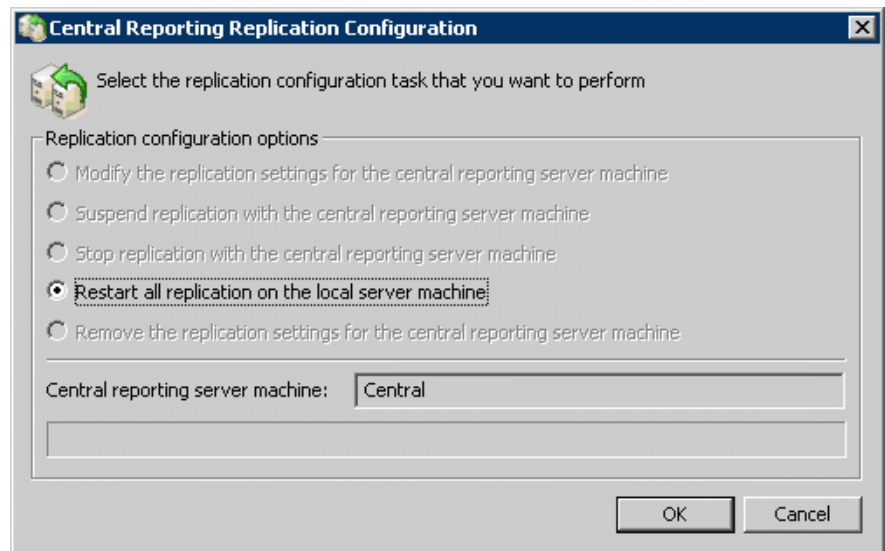 Central Reporting Replication Configuration
Select the replication configuration task that you want to perform
Replication configuration options
Modify the replication settings for the central reporting server machine
Suspend replication with the central reporting server machine
Stop replication with the central reporting server machine
Restart all replication on the local server machine
Remove the replication settings for the central reporting server machine
Central reporting server machine: Central
OK Cancel